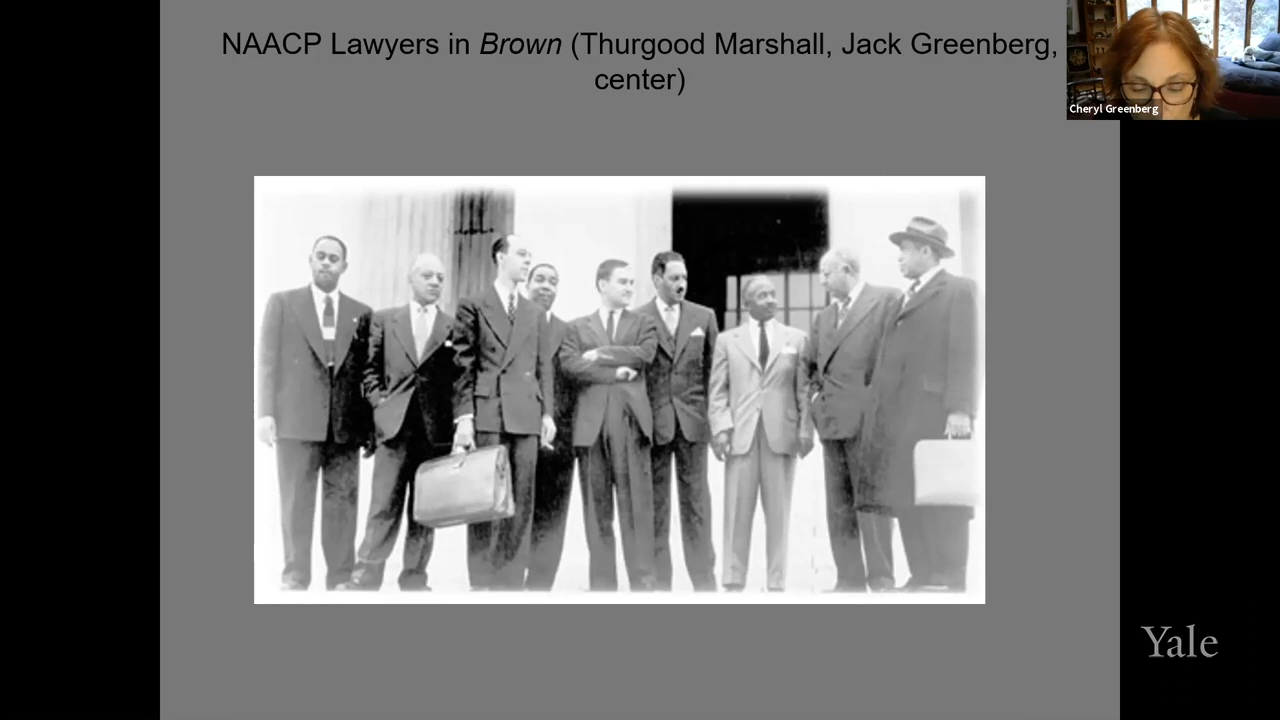 NAACP Lawyers in Brown (Thurgood Marshall, Jack Greenberg,
center)
Cheryl Greenberg
Yale